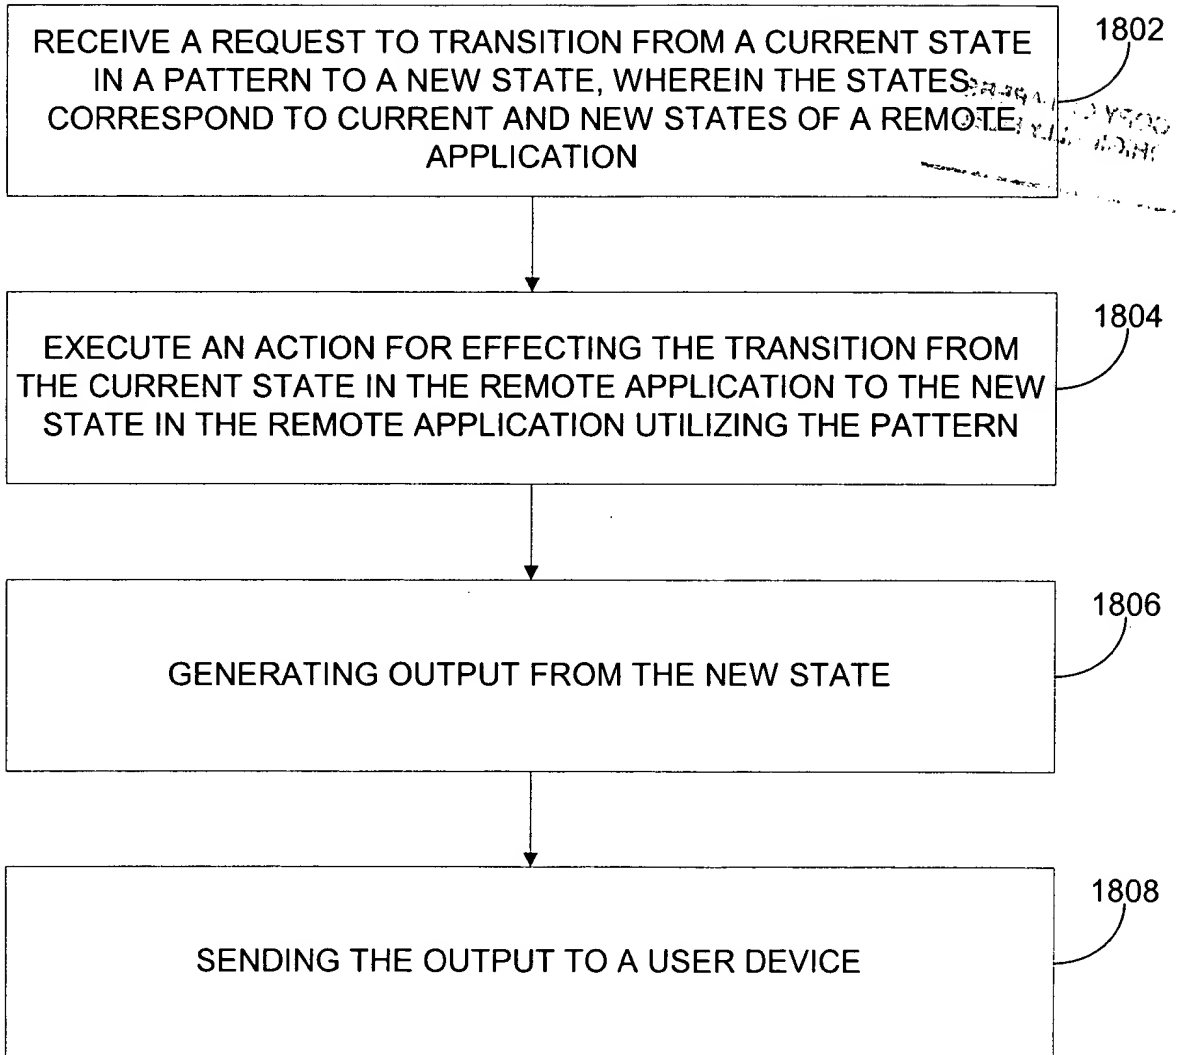 RECEIVE A REQUEST TO TRANSITION FROM A CURRENT STATE
IN A PATTERN TO A NEW STATE, WHEREIN THE STATES
CORRESPOND TO CURRENT AND NEW STATES OF A REMOTE
APPLICATION
1802
EXECUTE AN ACTION FOR EFFECTING THE TRANSITION FROM
THE CURRENT STATE IN THE REMOTE APPLICATION TO THE NEW
STATE IN THE REMOTE APPLICATION UTILIZING THE PATTERN
1804
GENERATING OUTPUT FROM THE NEW STATE
1806
SENDING THE OUTPUT TO A USER DEVICE
1808